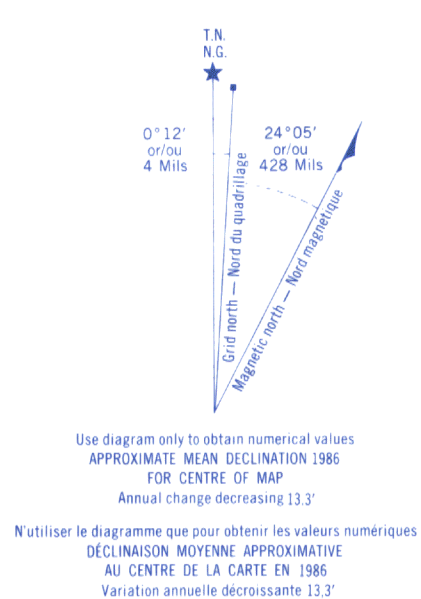 T.N.
N.G.
0°12′
or/ou
4 Mils
24°05′
or/ou
428 Mils
Grid north — Nord du quadrillage
Magnetic north — Nord magnetique
Use diagram only to obtain numerical values
APPROXIMATE MEAN DECLINATION 1986
FOR CENTRE OF MAP
Annual change decreasing 13.3′
N'utiliser le diagramme que pour obtenir les valeurs numériques
DÉCLINAISON MOYENNE APPROXIMATIVE
AU CENTRE DE LA CARTE EN 1986
Variation annuelle décroissante 13,3′